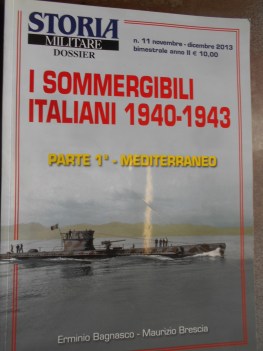 STORIA
MILITARE
DOSSIER
n. 11 novembre - dicembre 2013
bimestrale anno II € 10,00
I SOMMERGIBILI
ITALIANI 1940-1943
PARTE 1ª - MEDITERRANEO
Erminio Bagnasco - Maurizio Brescia